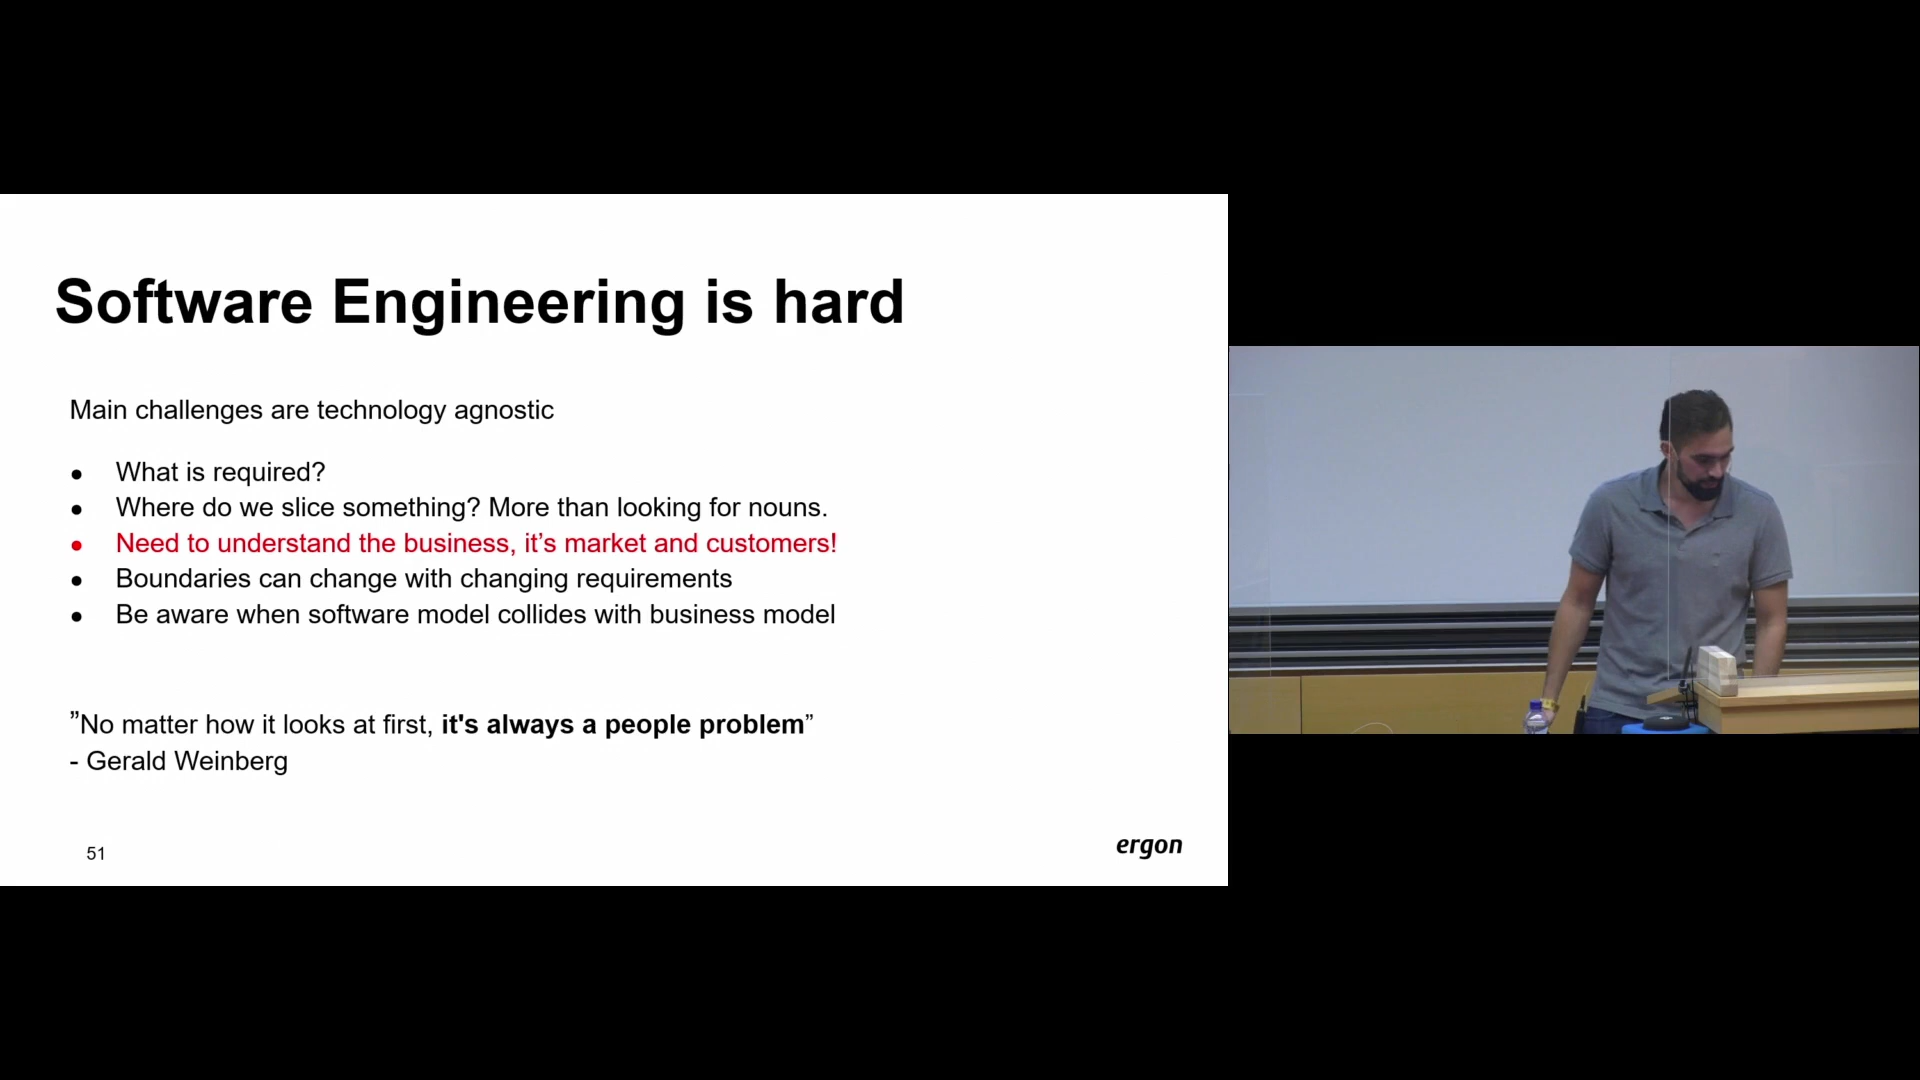 Software Engineering is hard
Main challenges are technology agnostic
● What is required?
● Where do we slice something? More than looking for nouns.
● Need to understand the business, it’s market and customers!
● Boundaries can change with changing requirements
● Be aware when software model collides with business model
”No matter how it looks at first, it's always a people problem”
- Gerald Weinberg
51
ergon